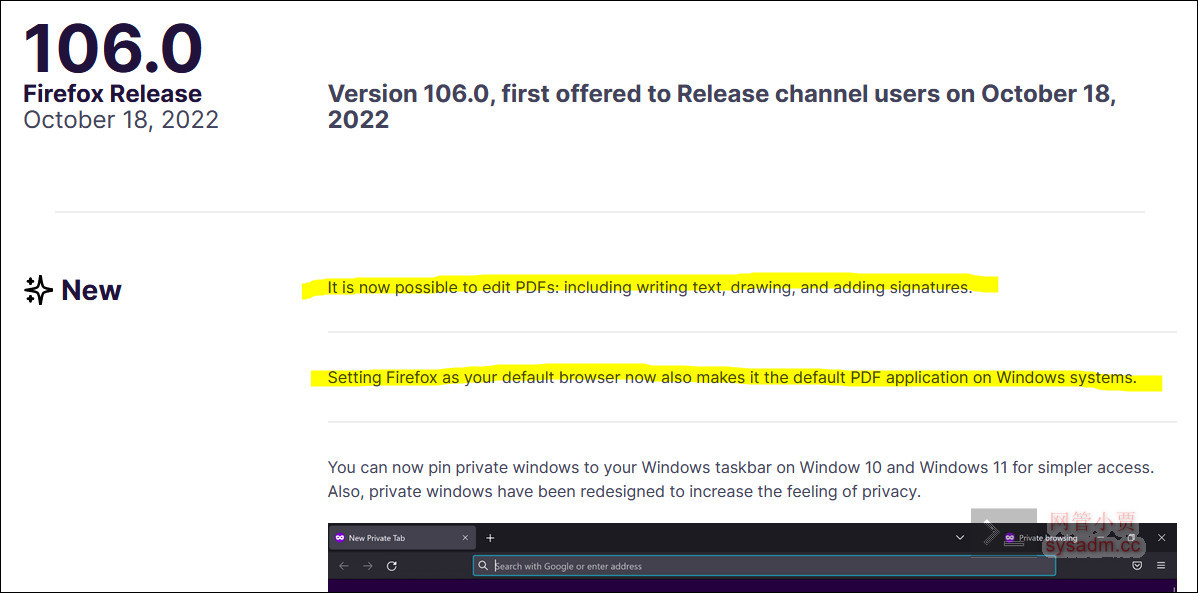 106.0
Firefox Release
October 18, 2022
Version 106.0, first offered to Release channel users on October 18,
2022
New
It is now possible to edit PDFs: including writing text, drawing, and adding signatures.
Setting Firefox as your default browser now also makes it the default PDF application on Windows systems.
You can now pin private windows to your Windows taskbar on Window 10 and Windows 11 for simpler access.
Also, private windows have been redesigned to increase the feeling of privacy.
New Private Tab
Private browsing
网管小贾
sysadm.cc
Search with Google or enter address